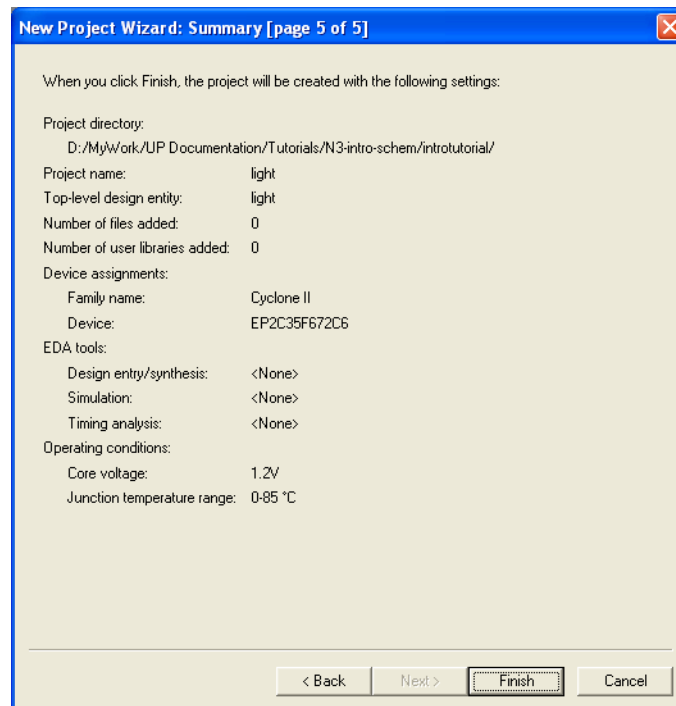 New Project Wizard: Summary [page 5 of 5]
When you click Finish, the project will be created with the following settings:
Project directory:
D:/MyWork/UP Documentation/Tutorials/N3-intro-schem/introtutorial/
Project name: light
Top-level design entity: light
Number of files added: 0
Number of user libraries added: 0
Device assignments:
Family name: Cyclone II
Device: EP2C35F672C6
EDA tools:
Design entry/synthesis: <None>
Simulation: <None>
Timing analysis: <None>
Operating conditions:
Core voltage: 1.2V
Junction temperature range: 0-85 °C
< Back Next > Finish Cancel